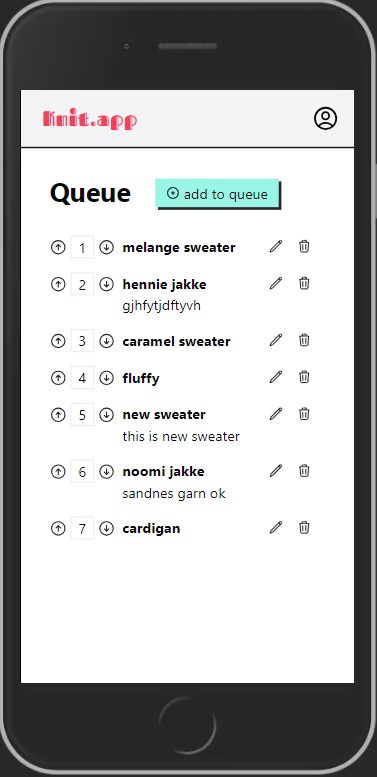 Knit.app
Queue
add to queue
1 melange sweater
2 hennie jakke
gjhfytjdftyvh
3 caramel sweater
4 fluffy
5 new sweater
this is new sweater
6 noomi jakke
sandnes garn ok
7 cardigan